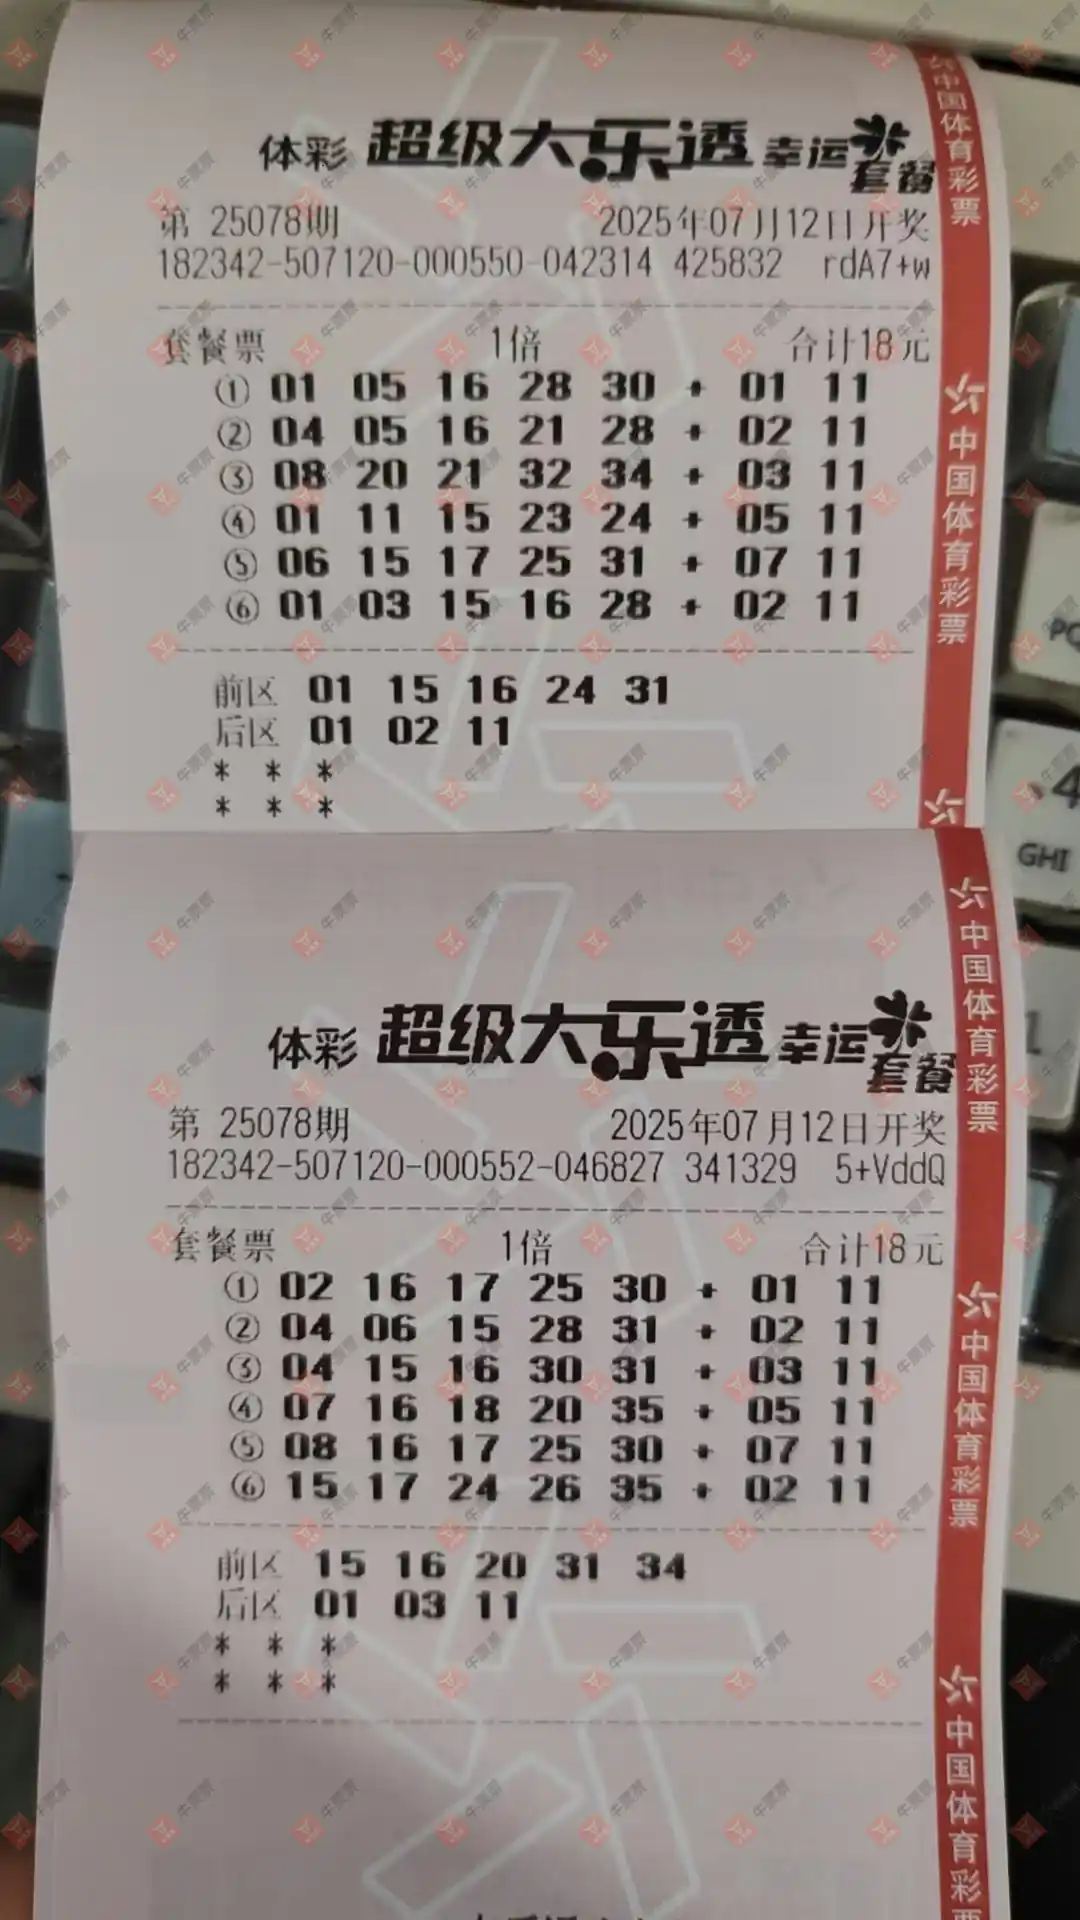 体彩 超级大乐透 幸运套餐
第 25078期 2025年07月12日开奖
182342-507120-000550-042314 425832 rdA7+w
套餐票 1倍 合计18元
① 01 05 16 28 30 + 01 11
② 04 05 16 21 28 + 02 11
③ 08 20 21 32 34 + 03 11
④ 01 11 15 23 24 + 05 11
⑤ 06 15 17 25 31 + 07 11
⑥ 01 03 15 16 28 + 02 11
前区 01 15 16 24 31
后区 01 02 11
* * *
* * *
中国体育彩票
中国体育彩票
体彩 超级大乐透 幸运套餐
第 25078期 2025年07月12日开奖
182342-507120-000552-046827 341329 5+VddQ
套餐票 1倍 合计18元
① 02 16 17 25 30 + 01 11
② 04 06 15 28 31 + 02 11
③ 04 15 16 30 31 + 03 11
④ 07 16 18 20 35 + 05 11
⑤ 08 16 17 25 30 + 07 11
⑥ 15 17 24 26 35 + 02 11
前区 15 16 20 31 34
后区 01 03 11
* * *
* * *
中国体育彩票
中国体育彩票
中国体育彩票
GHI
4
1
牛票票